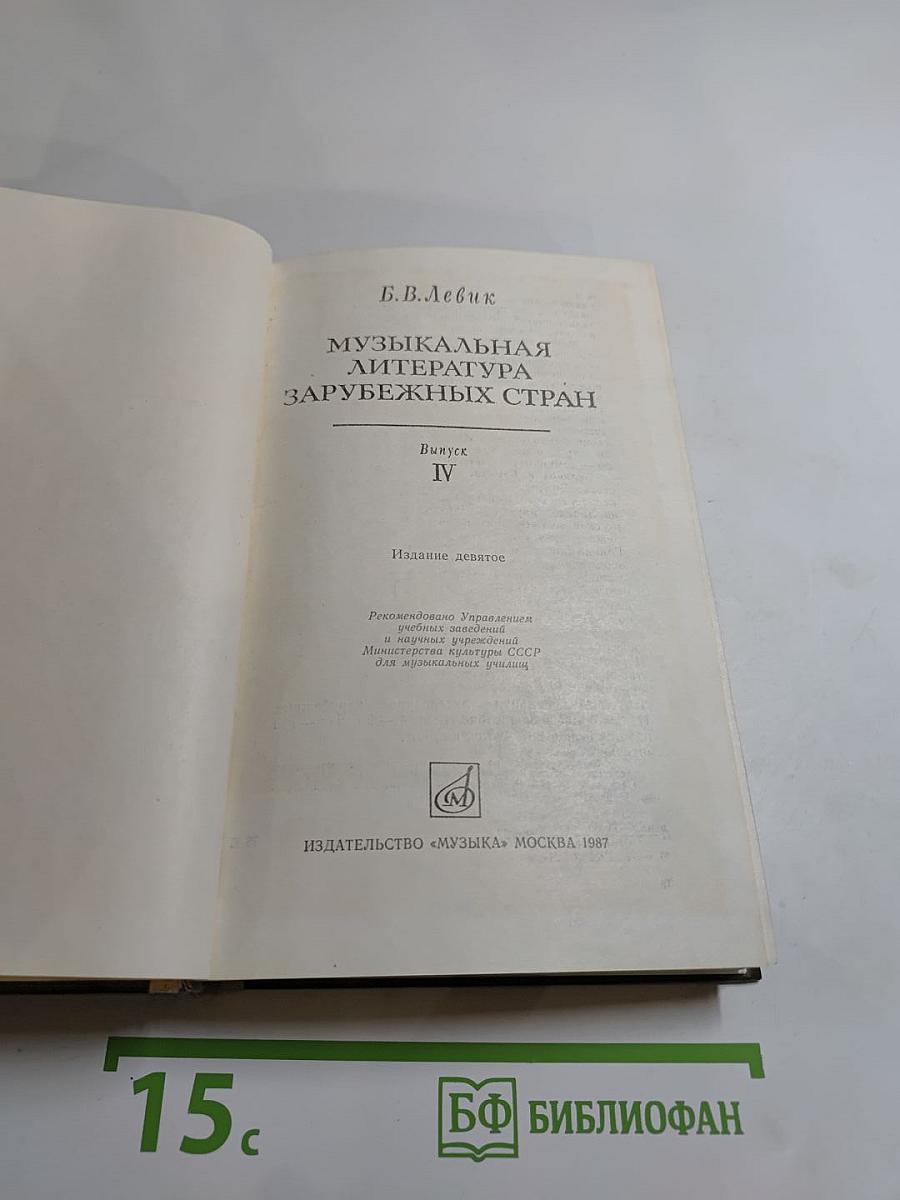 Б.В.Левик
МУЗЫКАЛЬНАЯ
ЛИТЕРАТУРА
ЗАРУБЕЖНЫХ СТРАН
Выпуск
IV
Издание девятое
Рекомендовано Управлением
учебных заведений
и научных учреждений
Министерства культуры СССР
для музыкальных училищ
М
ИЗДАТЕЛЬСТВО «МУЗЫКА» МОСКВА 1987
15 с
БФ БИБЛИОФАН